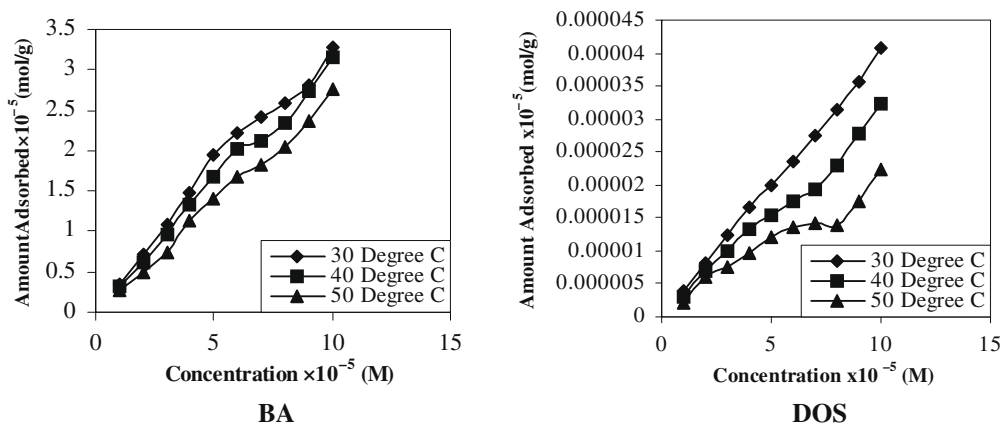 AmountAdsorbed×10⁻⁵(mol/g)
3.5
3
2.5
2
1.5
1
0.5
0
0 5 10 15
Concentration ×10⁻⁵ (M)
30 Degree C
40 Degree C
50 Degree C
BA
Amount Adsorbed x10⁻⁵(mol/g)
0.000045
0.00004
0.000035
0.00003
0.000025
0.00002
0.000015
0.00001
0.000005
0
0 5 10 15
Concentration x10⁻⁵ (M)
30 Degree C
40 Degree C
50 Degree C
DOS